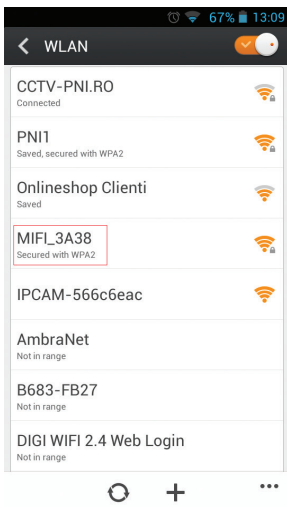 67% 13:09
WLAN
CCTV-PNI.RO
Connected
PNI1
Saved, secured with WPA2
Onlineshop Clienti
Saved
MIFI_3A38
Secured with WPA2
IPCAM-566c6eac
AmbraNet
Not in range
B683-FB27
Not in range
DIGI WIFI 2.4 Web Login
Not in range